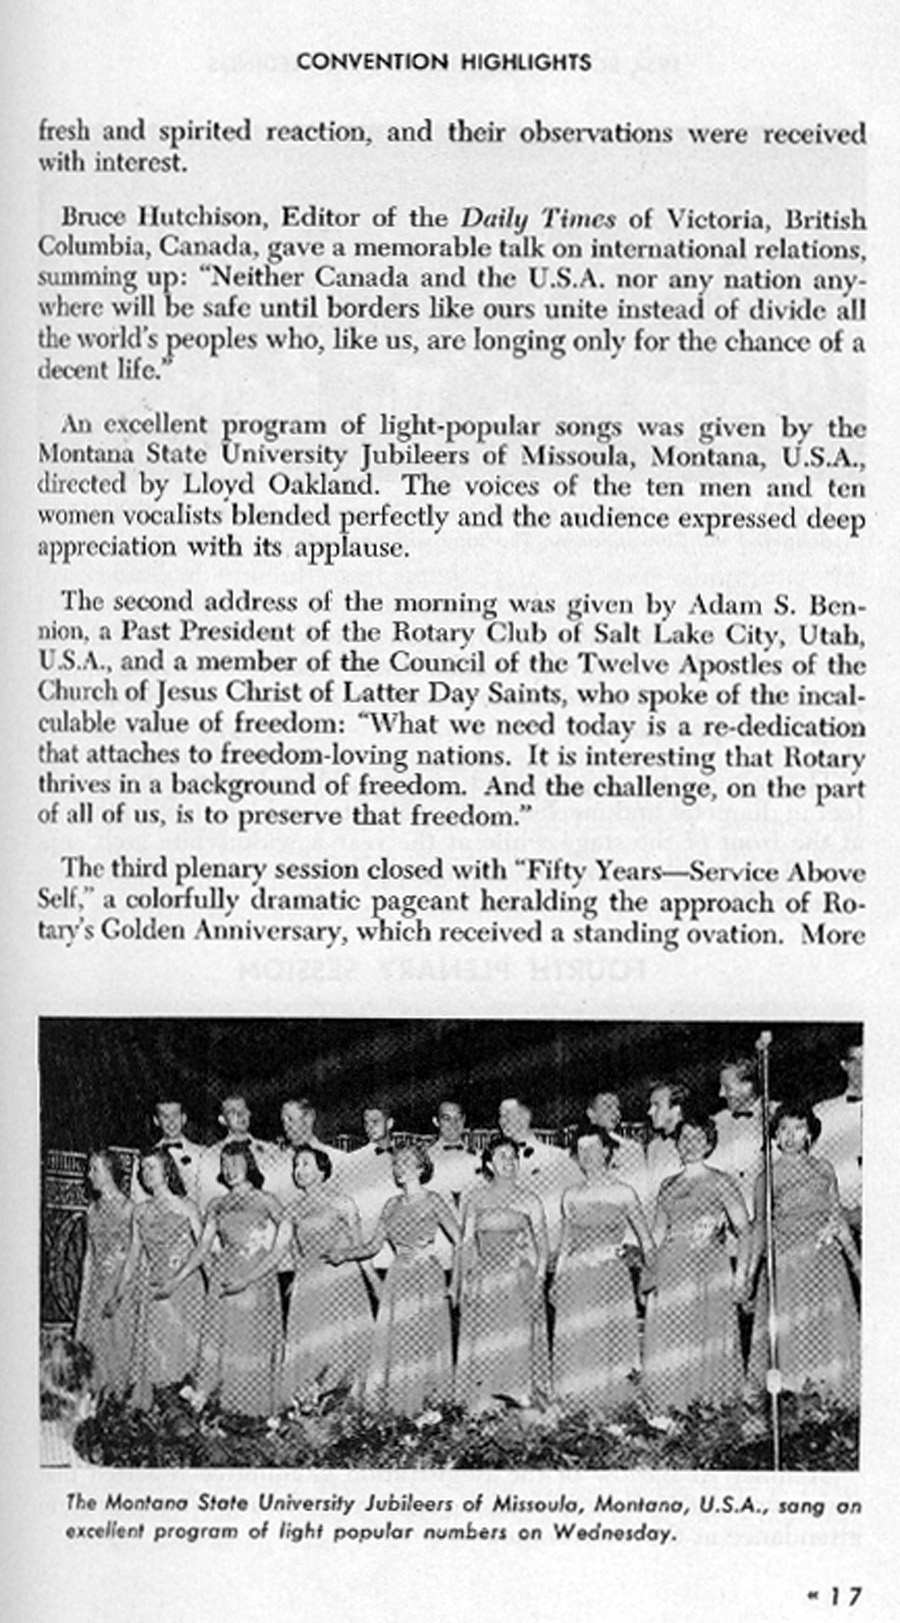 CONVENTION HIGHLIGHTS
fresh and spirited reaction, and their observations were received
with interest.
Bruce Hutchison, Editor of the Daily Times of Victoria, British
Columbia, Canada, gave a memorable talk on international relations,
summing up: "Neither Canada and the U.S.A. nor any nation any-
where will be safe until borders like ours unite instead of divide all
the world's peoples who, like us, are longing only for the chance of a
decent life."
An excellent program of light-popular songs was given by the
Montana State University Jubileers of Missoula, Montana, U.S.A.,
directed by Lloyd Oakland. The voices of the ten men and ten
women vocalists blended perfectly and the audience expressed deep
appreciation with its applause.
The second address of the morning was given by Adam S. Ben-
nion, a Past President of the Rotary Club of Salt Lake City, Utah,
U.S.A., and a member of the Council of the Twelve Apostles of the
Church of Jesus Christ of Latter Day Saints, who spoke of the incal-
culable value of freedom: "What we need today is a re-dedication
that attaches to freedom-loving nations. It is interesting that Rotary
thrives in a background of freedom. And the challenge, on the part
of all of us, is to preserve that freedom."
The third plenary session closed with "Fifty Years—Service Above
Self," a colorfully dramatic pageant heralding the approach of Ro-
tary's Golden Anniversary, which received a standing ovation. More
The Montana State University Jubileers of Missoula, Montana, U.S.A., sang an
excellent program of light popular numbers on Wednesday.
« 17